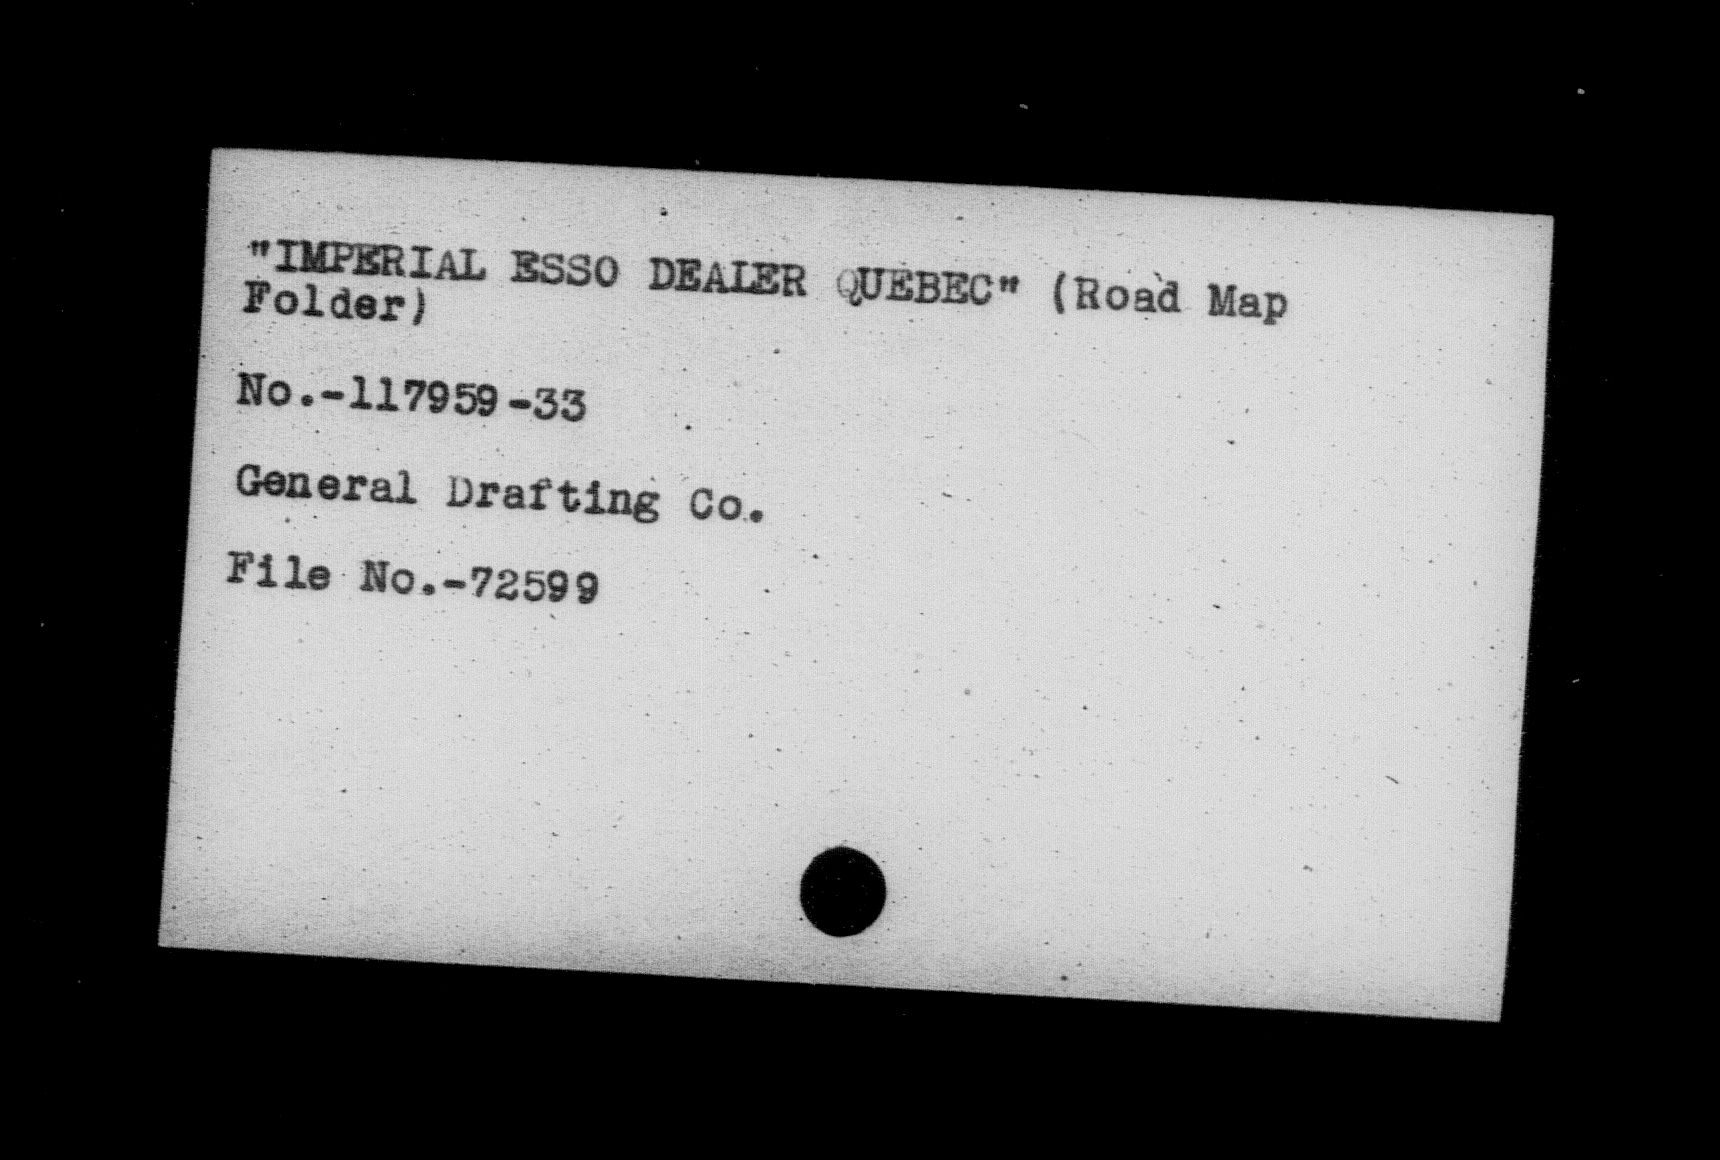 "IMPERIAL ESSO DEALER QUEBEC" (Road Map
Folder)
No.-117959-33
General Drafting Co.
File No.-72599